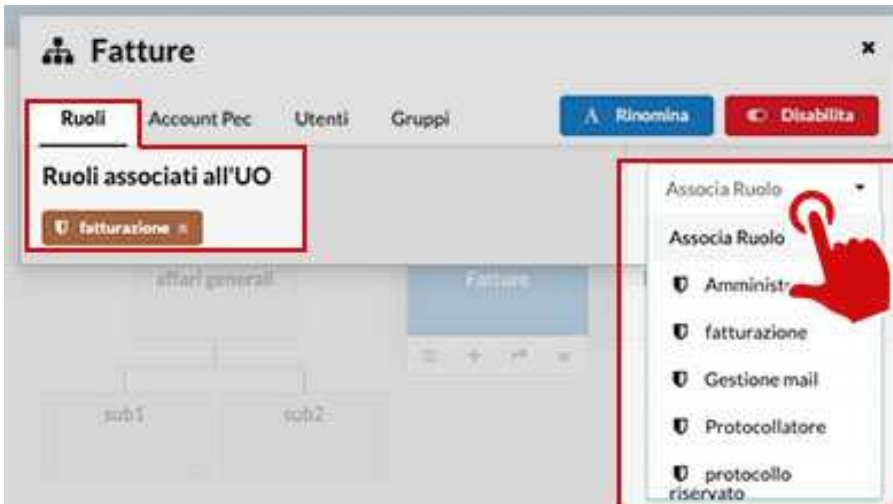 Fatture
Ruoli
Account Pec
Utenti
Gruppi
Rinomina
Disabilita
Ruoli associati all'UO
fatturazione
Associa Ruolo
Associa Ruolo
Amminist
fatturazione
Gestione mail
Protocollatore
protocollo
riservato
affari generali
Fatture
sub1
sub2